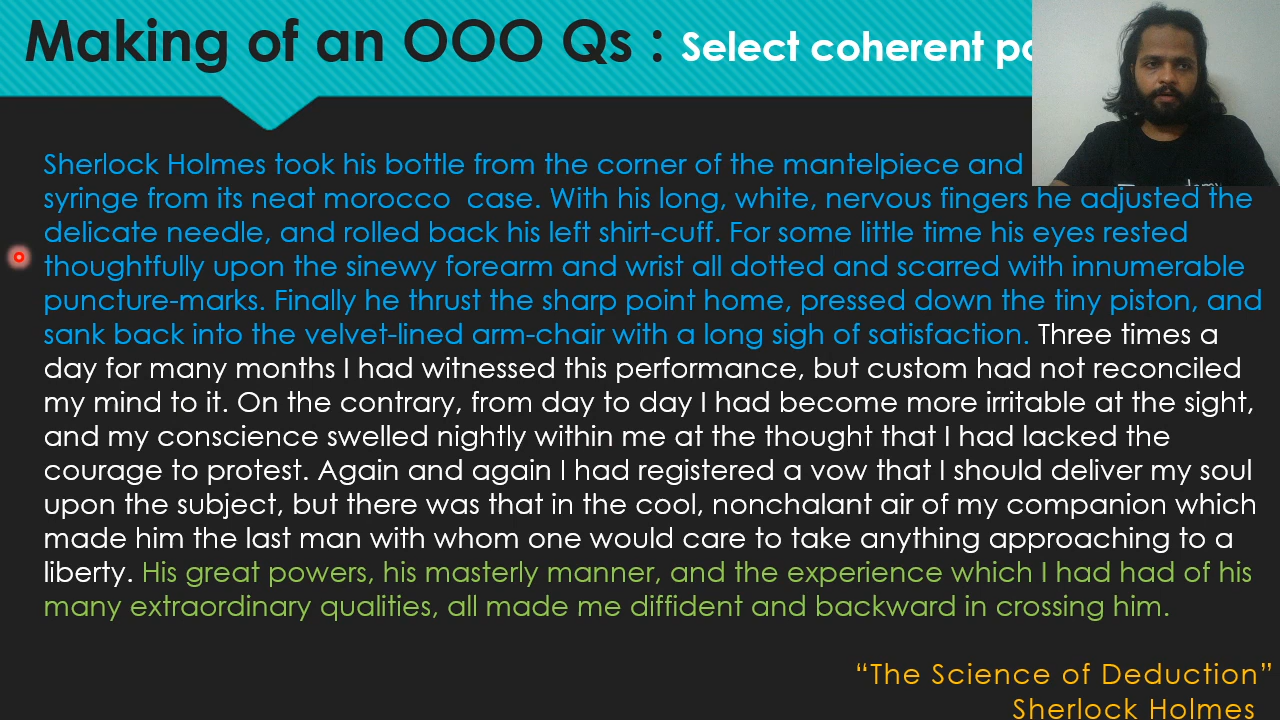 Making of an OOO Qs : Select coherent
Sherlock Holmes took his bottle from the corner of the mantelpiece and
syringe from its neat morocco case. With his long, white, nervous fingers he adjusted the
delicate needle, and rolled back his left shirt-cuff. For some little time his eyes rested
thoughtfully upon the sinewy forearm and wrist all dotted and scarred with innumerable
puncture-marks. Finally he thrust the sharp point home, pressed down the tiny piston, and
sank back into the velvet-lined arm-chair with a long sigh of satisfaction. Three times a
day for many months I had witnessed this performance, but custom had not reconciled
my mind to it. On the contrary, from day to day I had become more irritable at the sight,
and my conscience swelled nightly within me at the thought that I had lacked the
courage to protest. Again and again I had registered a vow that I should deliver my soul
upon the subject, but there was that in the cool, nonchalant air of my companion which
made him the last man with whom one would care to take anything approaching to a
liberty. His great powers, his masterly manner, and the experience which I had had of his
many extraordinary qualities, all made me diffident and backward in crossing him.
“The Science of Deduction”
Sherlock Holmes